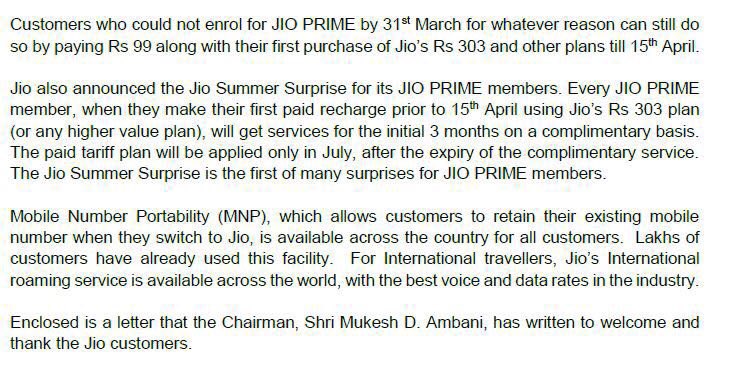 Customers who could not enrol for JIO PRIME by 31st March for whatever reason can still do
so by paying Rs 99 along with their first purchase of Jio's Rs 303 and other plans till 15th April.
Jio also announced the Jio Summer Surprise for its JIO PRIME members. Every JIO PRIME
member, when they make their first paid recharge prior to 15th April using Jio's Rs 303 plan
(or any higher value plan), will get services for the initial 3 months on a complimentary basis.
The paid tariff plan will be applied only in July, after the expiry of the complimentary service.
The Jio Summer Surprise is the first of many surprises for JIO PRIME members.
Mobile Number Portability (MNP), which allows customers to retain their existing mobile
number when they switch to Jio, is available across the country for all customers. Lakhs of
customers have already used this facility. For International travellers, Jio's International
roaming service is available across the world, with the best voice and data rates in the industry.
Enclosed is a letter that the Chairman, Shri Mukesh D. Ambani, has written to welcome and
thank the Jio customers.